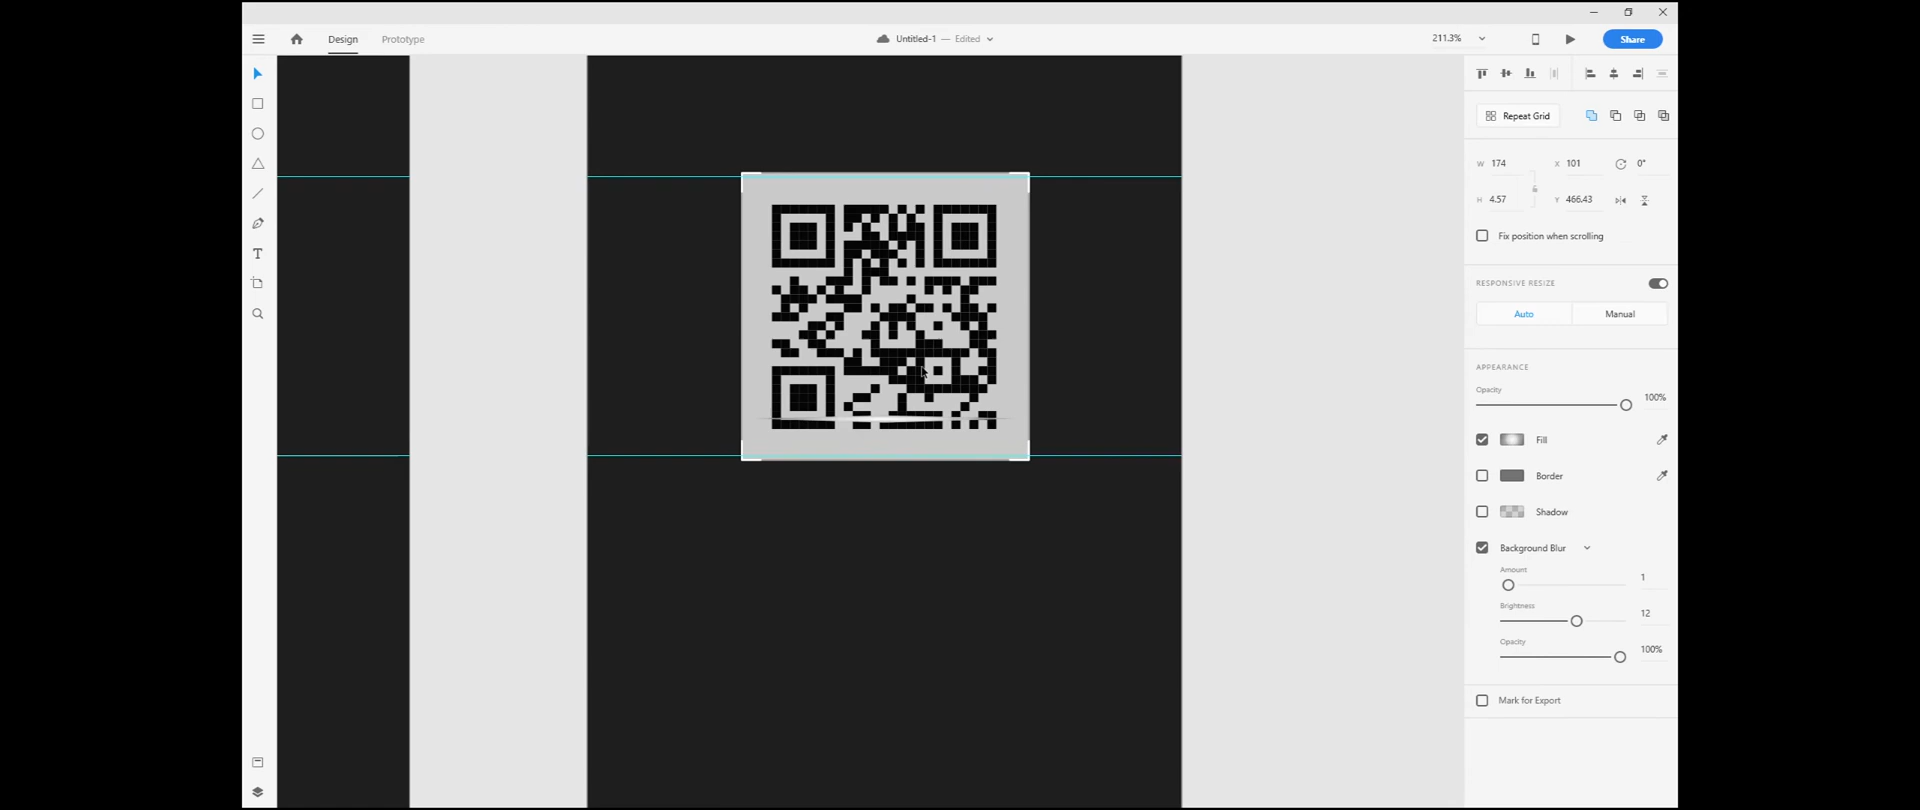 Design Prototype Untitled-1 — Edited 211.3% Share
Repeat Grid
W 174 X 101 0°
H 4.57 Y 466.43
Fix position when scrolling
RESPONSIVE RESIZE
Auto Manual
APPEARANCE
Opacity
100%
Fill
Border
Shadow
Background Blur
Amount
1
Brightness
12
Opacity
100%
Mark for Export
T